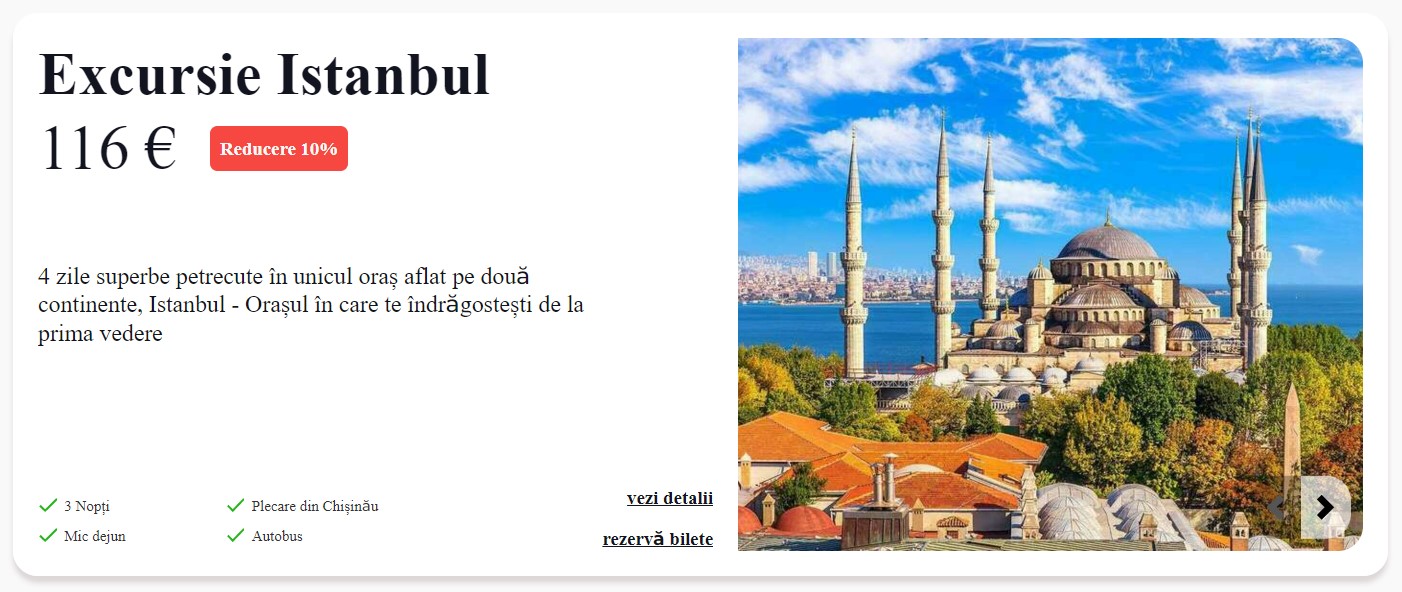 Excursie Istanbul
116 €
Reducere 10%
4 zile superbe petrecute în unicul oraș aflat pe două
continente, Istanbul - Orașul în care te îndrăgostești de la
prima vedere
3 Nopți
Plecare din Chișinău
Mic dejun
Autobus
vezi detalii
rezervă bilete